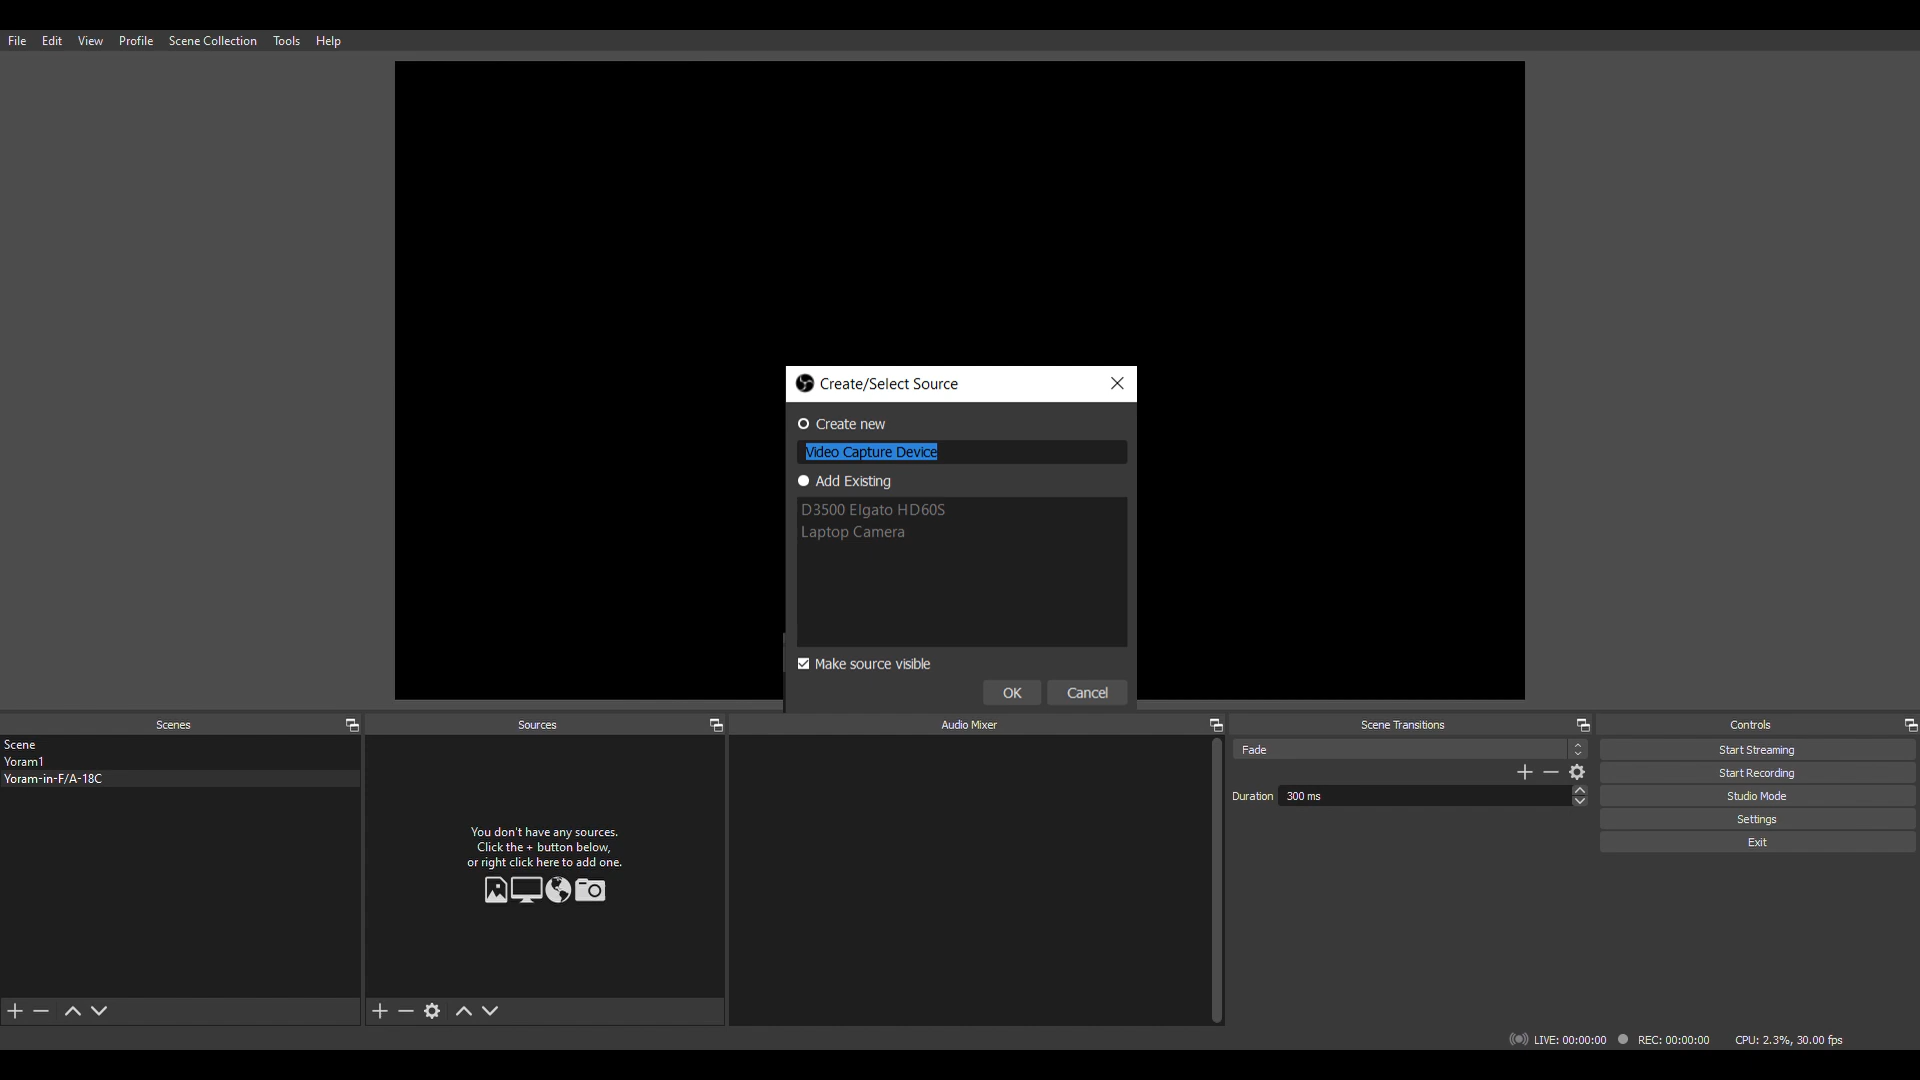 File Edit View Profile Scene Collection Tools Help
Create/Select Source
Create new
Video Capture Device
Add Existing
D3500 Elgato HD60S
Laptop Camera
Make source visible
OK Cancel
Scenes
Scene
Yoram1
Yoram-in-F/A-18C
Sources
You don't have any sources.
Click the + button below,
or right click here to add one.
Audio Mixer
Scene Transitions
Fade
Duration 300 ms
Controls
Start Streaming
Start Recording
Studio Mode
Settings
Exit
LIVE: 00:00:00 REC: 00:00:00 CPU: 2.3%, 30.00 fps